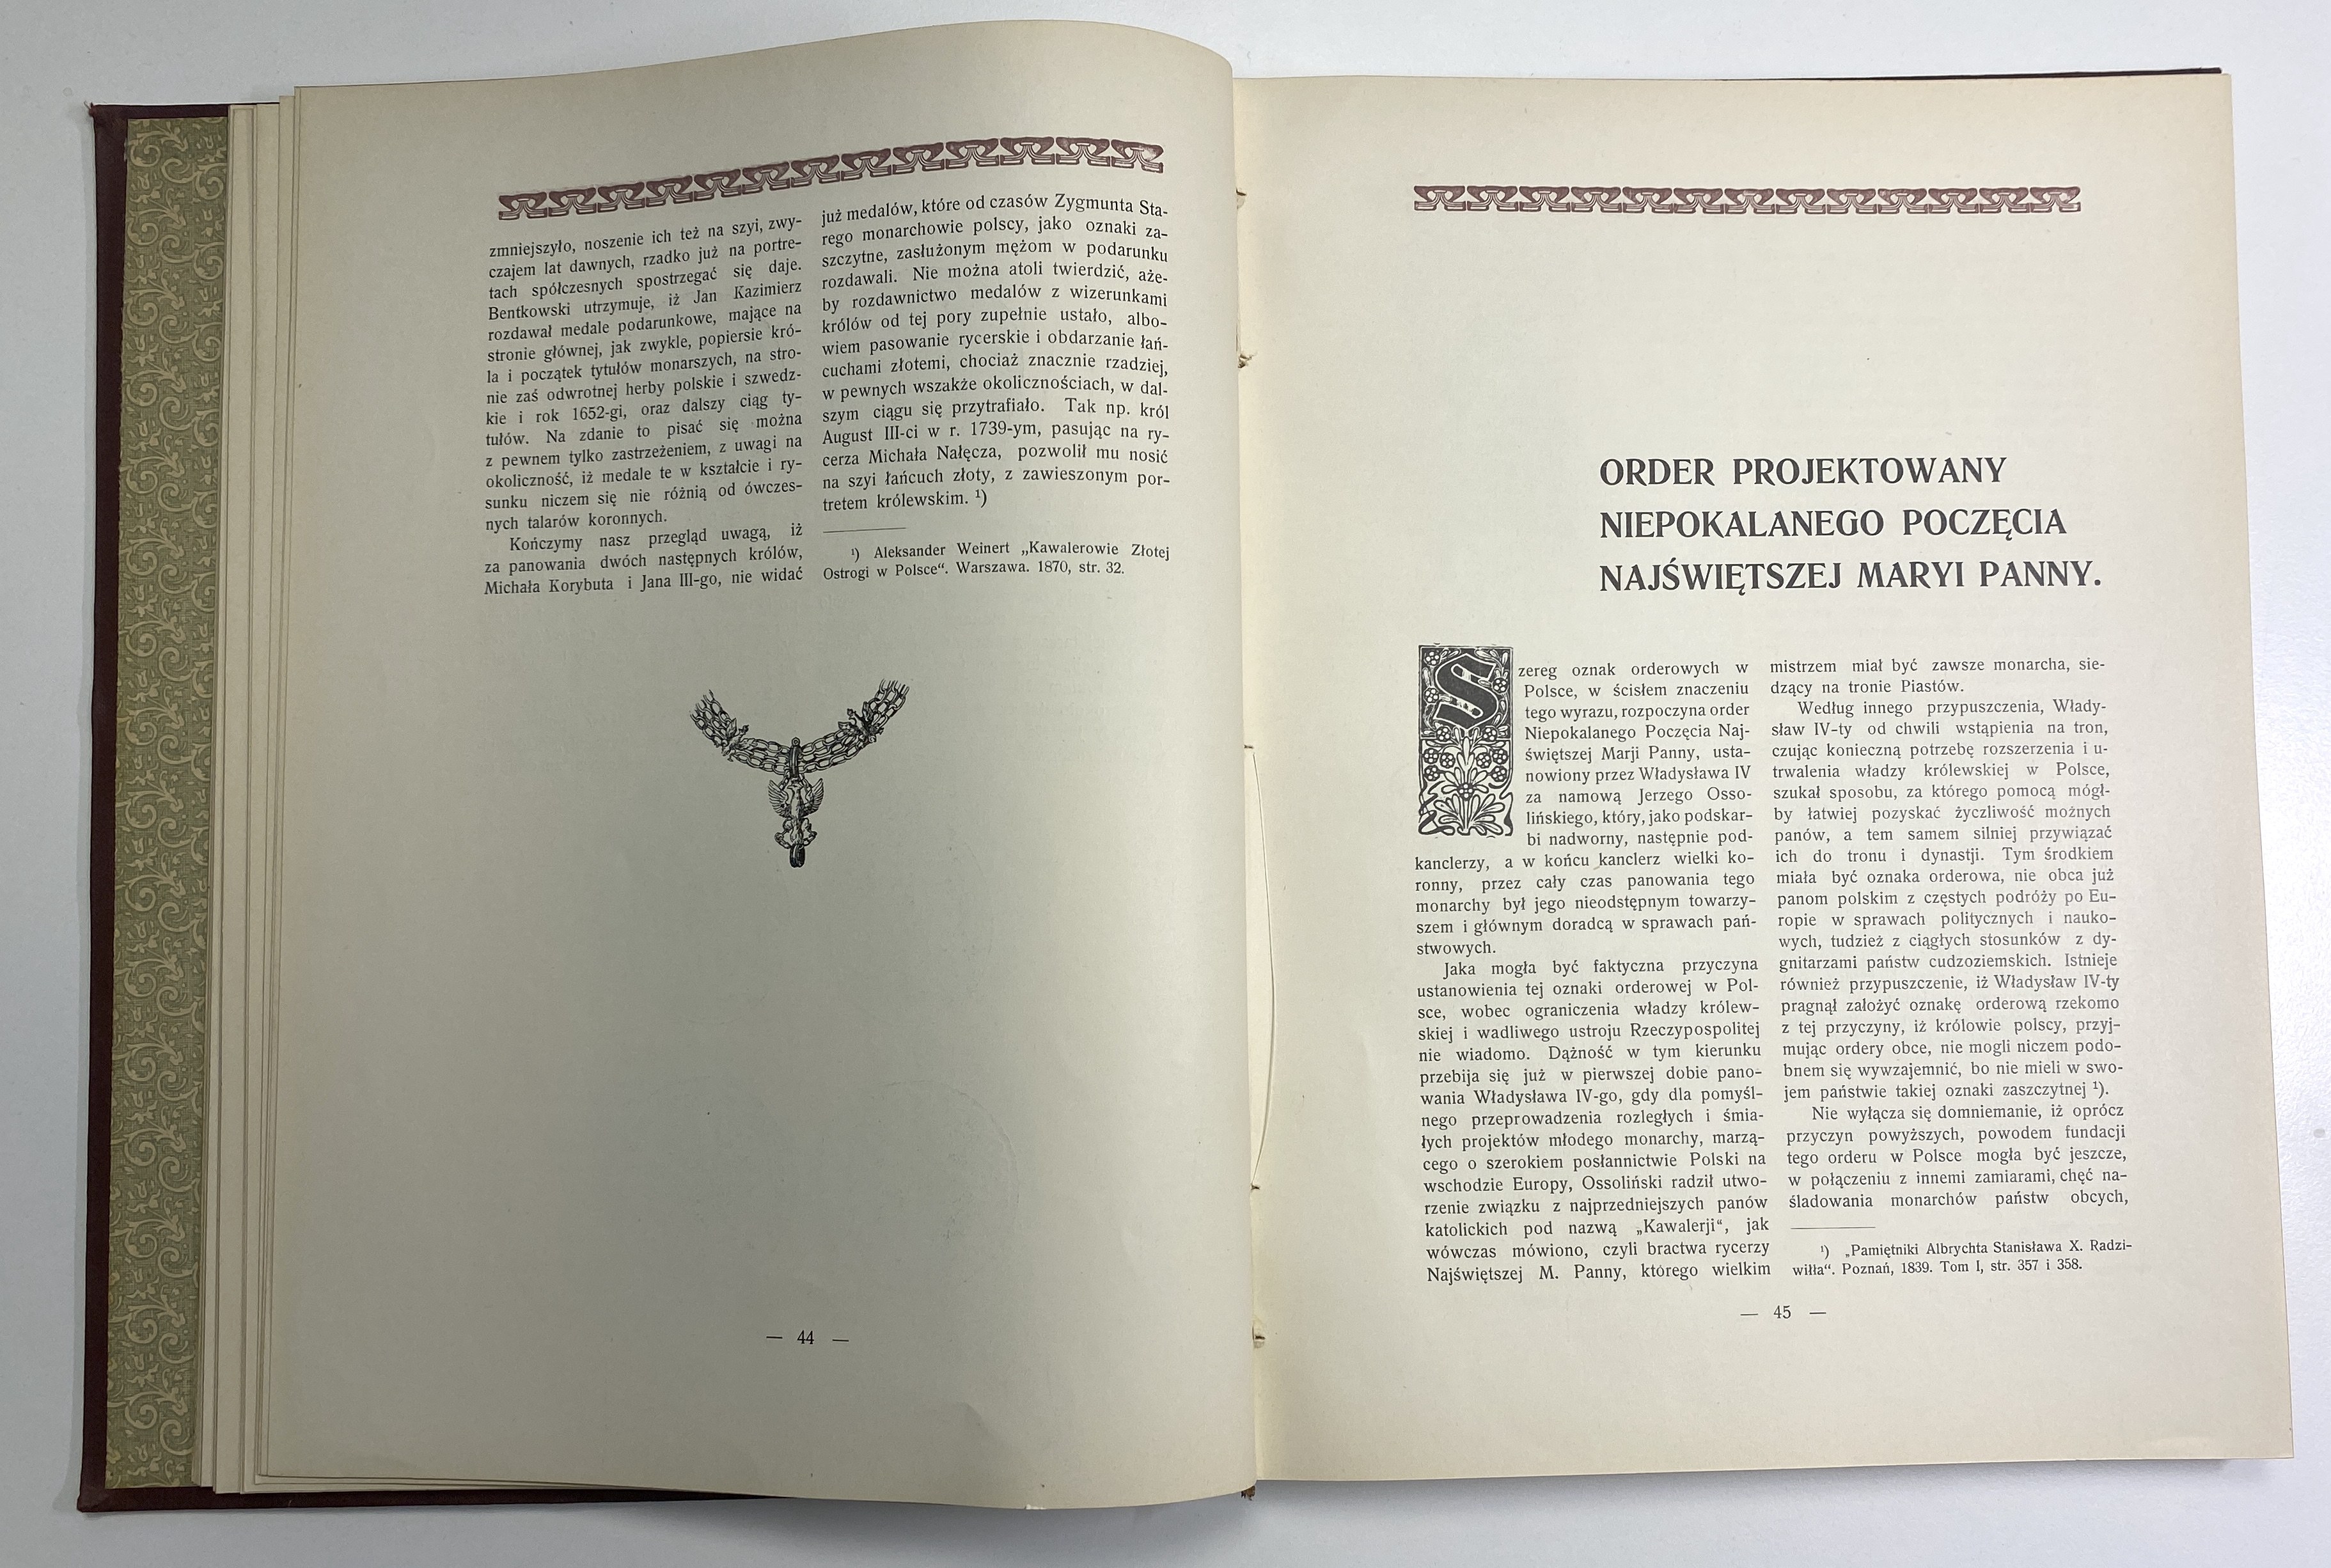 zmniejszyło, noszenie ich też na szyi, zwy-
czajem lat dawnych, rzadko już na portre-
tach spółczesnych spostrzegać się daje.
Bentkowski utrzymuje, iż Jan Kazimierz
rozdawał medale podarunkowe, mające na
stronie głównej, jak zwykle, popiersie kró-
la i początek tytułów monarszych, na stro-
nie zaś odwrotnej herby polskie i szwedz-
kie i rok 1652-gi, oraz dalszy ciąg ty-
tułów. Na zdanie to pisać się można
z pewnem tylko zastrzeżeniem, z uwagi na
okoliczność, iż medale te w kształcie i ry-
sunku niczem się nie różnią od ówczes-
nych talarów koronnych.
Kończymy nasz przegląd uwagą, iż
za panowania dwóch następnych królów,
Michała Korybuta i Jana III-go, nie widać
już medalów, które od czasów Zygmunta Sta-
rego monarchowie polscy, jako oznaki za-
szczytne, zasłużonym mężom w podarunku
rozdawali. Nie można atoli twierdzić, aże-
by rozdawnictwo medalów z wizerunkami
królów od tej pory zupełnie ustało, albo-
wiem pasowanie rycerskie i obdarzanie łań-
cuchami złotemi, chociaż znacznie rzadziej,
w pewnych wszakże okolicznościach, w dal-
szym ciągu się przytrafiało. Tak np. król
August III-ci w r. 1739-ym, pasując na ry-
cerza Michała Nałęcza, pozwolił mu nosić
na szyi łańcuch złoty, z zawieszonym por-
tretem królewskim. ¹)
¹) Aleksander Weinert „Kawalerowie Złotej
Ostrogi w Polsce“. Warszawa. 1870, str. 32.
— 44 —
ORDER PROJEKTOWANY
NIEPOKALANEGO POCZĘCIA
NAJŚWIĘTSZEJ MARYI PANNY.
Szereg oznak orderowych w
Polsce, w ścisłem znaczeniu
tego wyrazu, rozpoczyna order
Niepokalanego Poczęcia Naj-
świętszej Marji Panny, usta-
nowiony przez Władysława IV
za namową Jerzego Osso-
lińskiego, który, jako podskar-
bi nadworny, następnie pod-
kanclerzy, a w końcu kanclerz wielki ko-
ronny, przez cały czas panowania tego
monarchy był jego nieodstępnym towarzy-
szem i głównym doradcą w sprawach pań-
stwowych.
Jaka mogła być faktyczna przyczyna
ustanowienia tej oznaki orderowej w Pol-
sce, wobec ograniczenia władzy królew-
skiej i wadliwego ustroju Rzeczypospolitej
nie wiadomo. Dążność w tym kierunku
przebija się już w pierwszej dobie pano-
wania Władysława IV-go, gdy dla pomyśl-
nego przeprowadzenia rozległych i śmia-
łych projektów młodego monarchy, marzą-
cego o szerokiem posłannictwie Polski na
wschodzie Europy, Ossoliński radził utwo-
rzenie związku z najprzedniejszych panów
katolickich pod nazwą „Kawalerji“, jak
wówczas mówiono, czyli bractwa rycerzy
Najświętszej M. Panny, którego wielkim
mistrzem miał być zawsze monarcha, sie-
dzący na tronie Piastów.
Według innego przypuszczenia, Włady-
sław IV-ty od chwili wstąpienia na tron,
czując konieczną potrzebę rozszerzenia i u-
trwalenia władzy królewskiej w Polsce,
szukał sposobu, za którego pomocą mógł-
by łatwiej pozyskać życzliwość możnych
panów, a tem samem silniej przywiązać
ich do tronu i dynastji. Tym środkiem
miała być oznaka orderowa, nie obca już
panom polskim z częstych podróży po Eu-
ropie w sprawach politycznych i nauko-
wych, tudzież z ciągłych stosunków z dy-
gnitarzami państw cudzoziemskich. Istnieje
również przypuszczenie, iż Władysław IV-ty
pragnął założyć oznakę orderową rzekomo
z tej przyczyny, iż królowie polscy, przyj-
mując ordery obce, nie mogli niczem podo-
bnem się wywzajemnić, bo nie mieli w swo-
jem państwie takiej oznaki zaszczytnej ¹).
Nie wyłącza się domniemanie, iż oprócz
przyczyn powyższych, powodem fundacji
tego orderu w Polsce mogła być jeszcze,
w połączeniu z innemi zamiarami, chęć na-
śladowania monarchów państw obcych,
¹) „Pamiętniki Albrychta Stanisława X. Radzi-
wiłła“. Poznań, 1839. Tom I, str. 357 i 358.
— 45 —